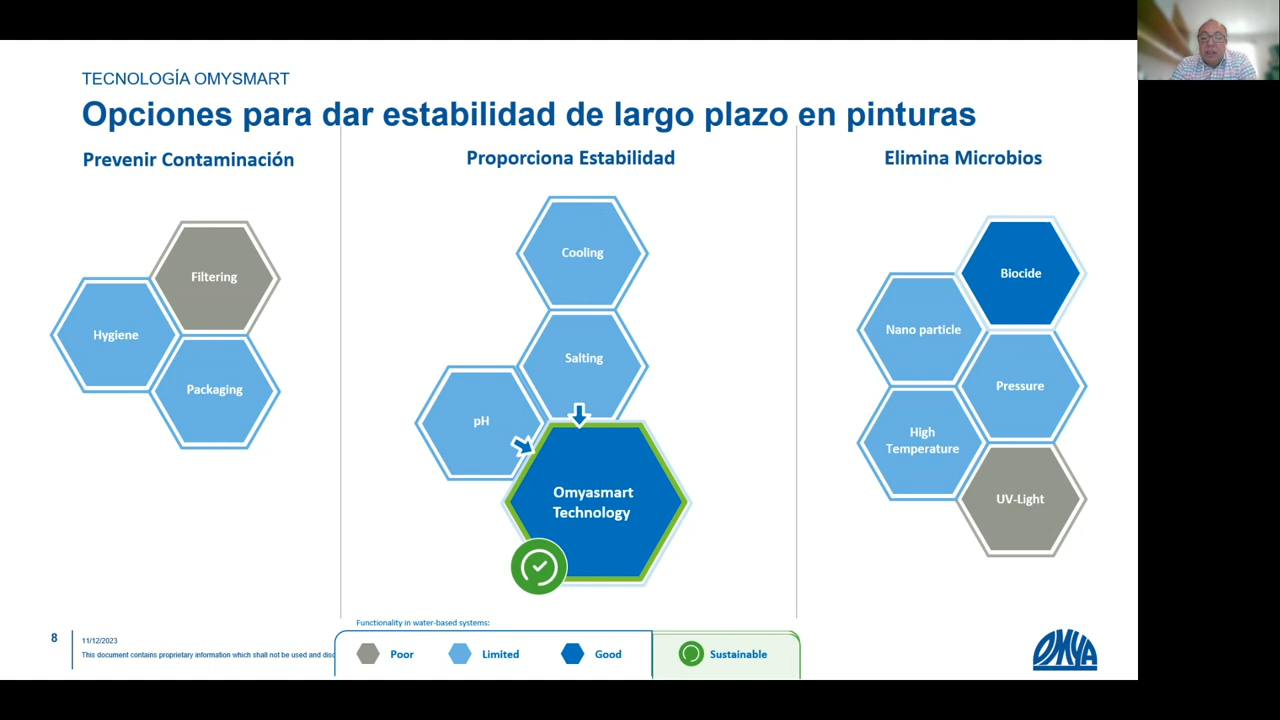 TECNOLOGÍA OMYSMART
Opciones para dar estabilidad de largo plazo en pinturas
Prevenir Contaminación
Proporciona Estabilidad
Elimina Microbios
Filtering
Hygiene
Packaging
Cooling
Salting
pH
Omyasmart
Technology
Biocide
Nano particle
Pressure
High
Temperature
UV-Light
Functionality in water-based systems:
Poor
Limited
Good
Sustainable
8
11/12/2023
This document contains proprietary information which shall not be used and disc
OMYA